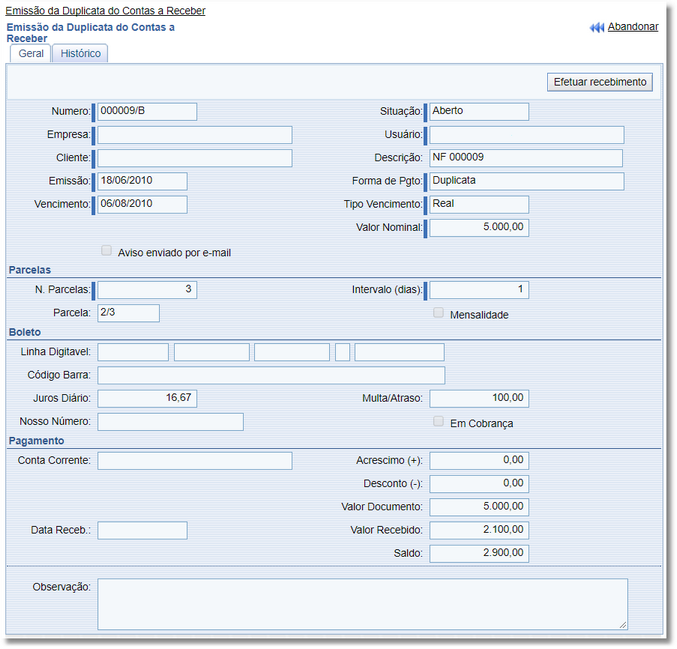 Emissão da Duplicata do Contas a Receber
Emissão da Duplicata do Contas a
Receber
Abandonar
Geral Histórico
Efetuar recebimento
Numero: 000009/B Situação: Aberto
Empresa: Usuário:
Cliente: Descrição: NF 000009
Emissão: 18/06/2010 Forma de Pgto: Duplicata
Vencimento: 06/08/2010 Tipo Vencimento: Real
Valor Nominal: 5.000,00
Aviso enviado por e-mail
Parcelas
N. Parcelas: 3 Intervalo (dias): 1
Parcela: 2/3 Mensalidade
Boleto
Linha Digitavel:
Código Barra:
Juros Diário: 16,67 Multa/Atraso: 100,00
Nosso Número: Em Cobrança
Pagamento
Conta Corrente: Acrescimo (+): 0,00
Desconto (-): 0,00
Valor Documento: 5.000,00
Data Receb.: Valor Recebido: 2.100,00
Saldo: 2.900,00
Observação: